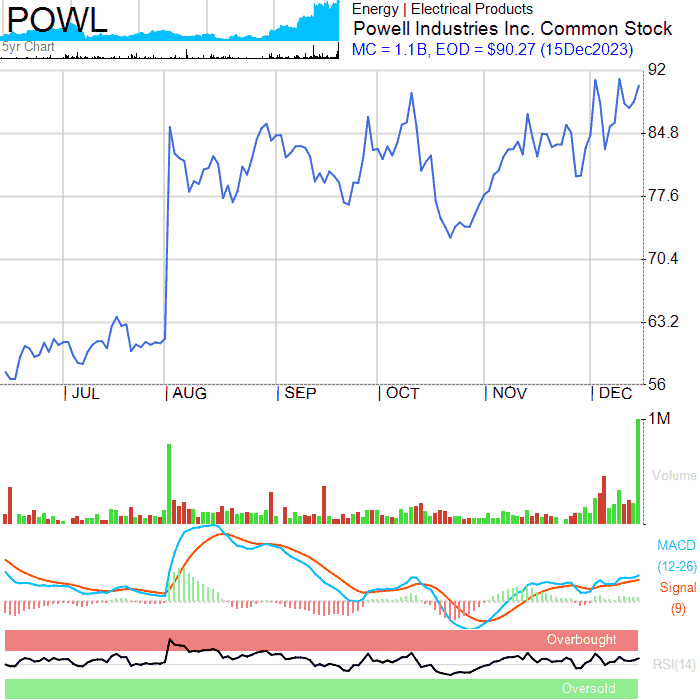 POWL
5yr Chart
Energy | Electrical Products
Powell Industries Inc. Common Stock
MC = 1.1B, EOD = $90.27 (15Dec2023)
92
84.8
77.6
70.4
63.2
56
JUL AUG SEP OCT NOV DEC
1M
Volume
MACD
(12-26)
Signal
(9)
Overbought
RSI(14)
Oversold